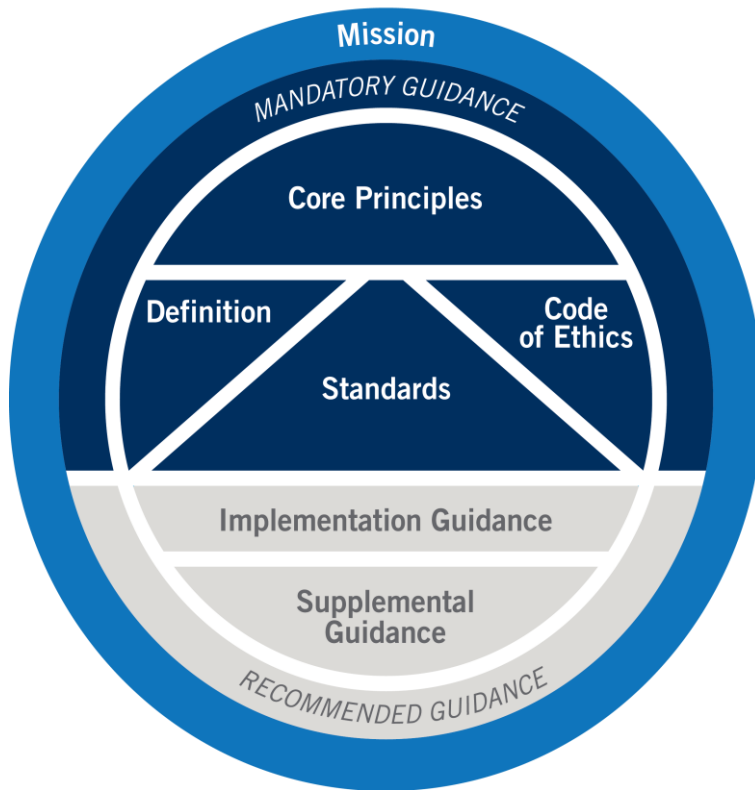 Mission
MANDATORY GUIDANCE
Core Principles
Definition
Code
of Ethics
Standards
Implementation Guidance
Supplemental
Guidance
RECOMMENDED GUIDANCE